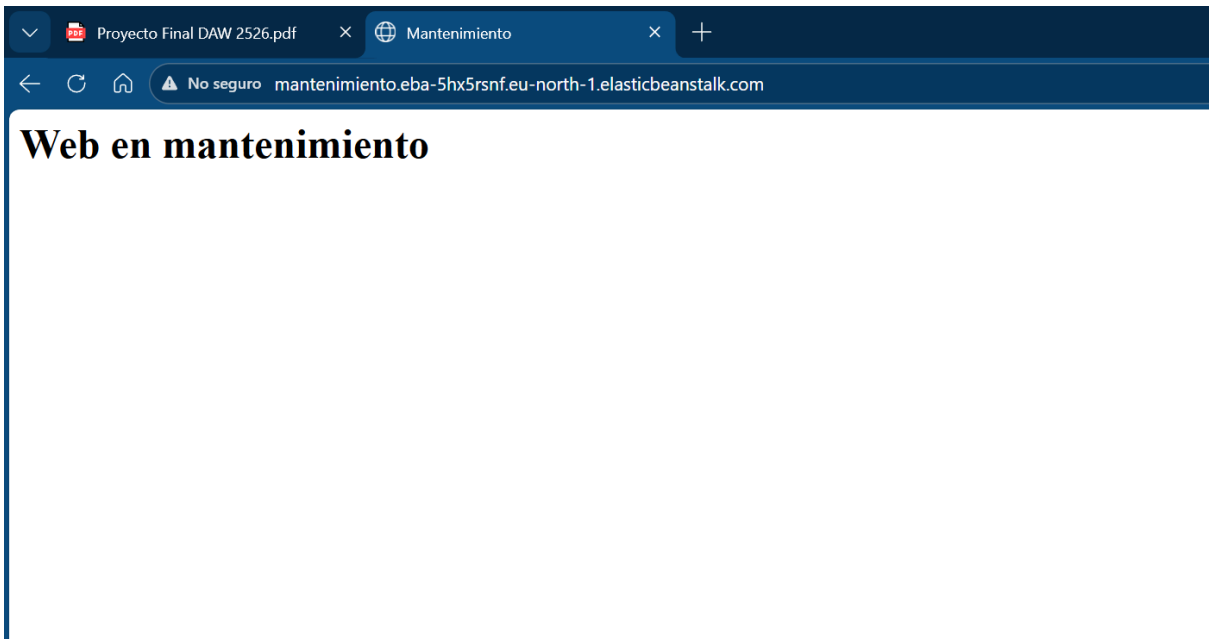 PDF
Proyecto Final DAW 2526.pdf
Mantenimiento
No seguro mantenimiento.eba-5hx5rsnf.eu-north-1.elasticbeanstalk.com
Web en mantenimiento